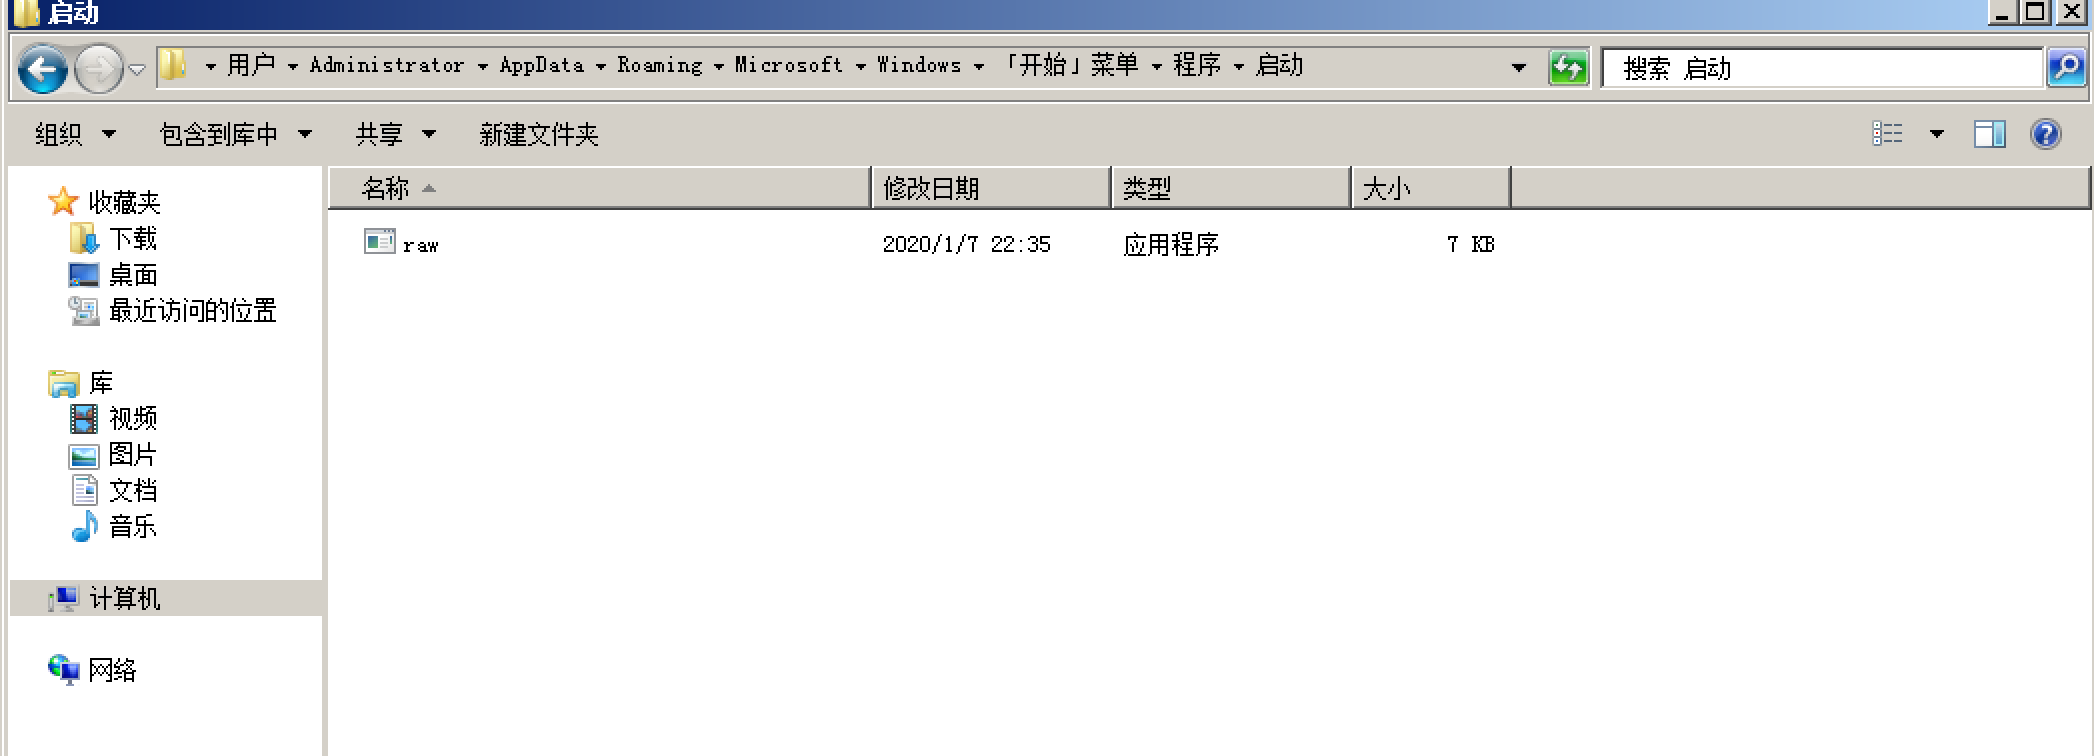 启动
用户 Administrator AppData Roaming Microsoft Windows 「开始」菜单 程序 启动
搜索 启动
组织 包含到库中 共享 新建文件夹
名称 修改日期 类型 大小
raw 2020/1/7 22:35 应用程序 7 KB
收藏夹
下载
桌面
最近访问的位置
库
视频
图片
文档
音乐
计算机
网络